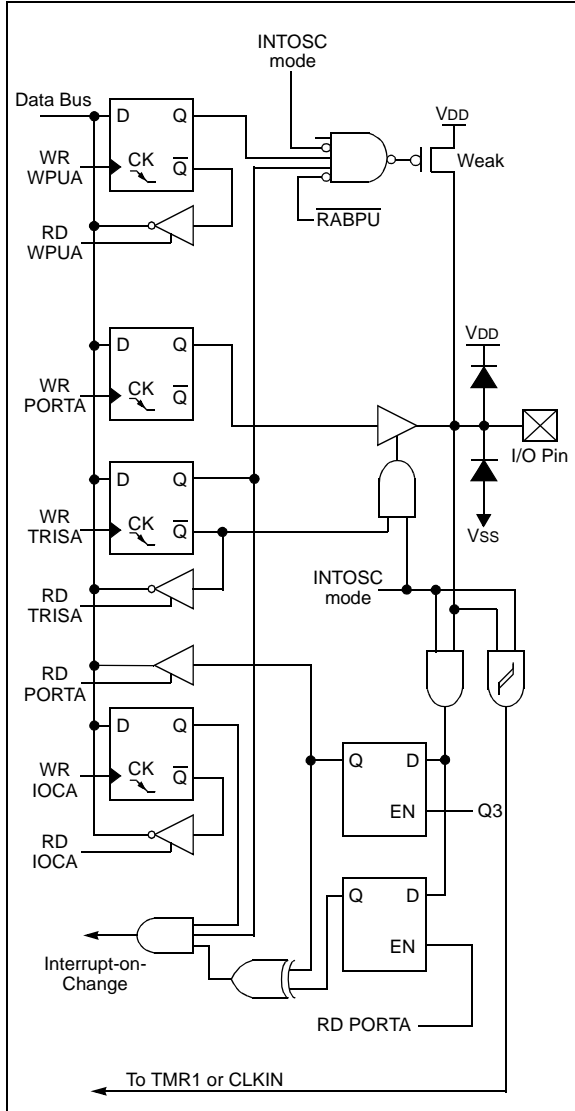 INTOSC
mode
Data Bus
D Q
VDD
WR
WPUA
CK
Q
Weak
RD
WPUA
RABPU
D Q
VDD
WR
PORTA
CK
Q
I/O Pin
D Q
WR
TRISA
CK
Q
VSS
INTOSC
mode
RD
TRISA
RD
PORTA
D Q
WR
IOCA
CK
Q
Q D
EN
Q3
RD
IOCA
Q D
EN
Interrupt-on-
Change
RD PORTA
To TMR1 or CLKIN